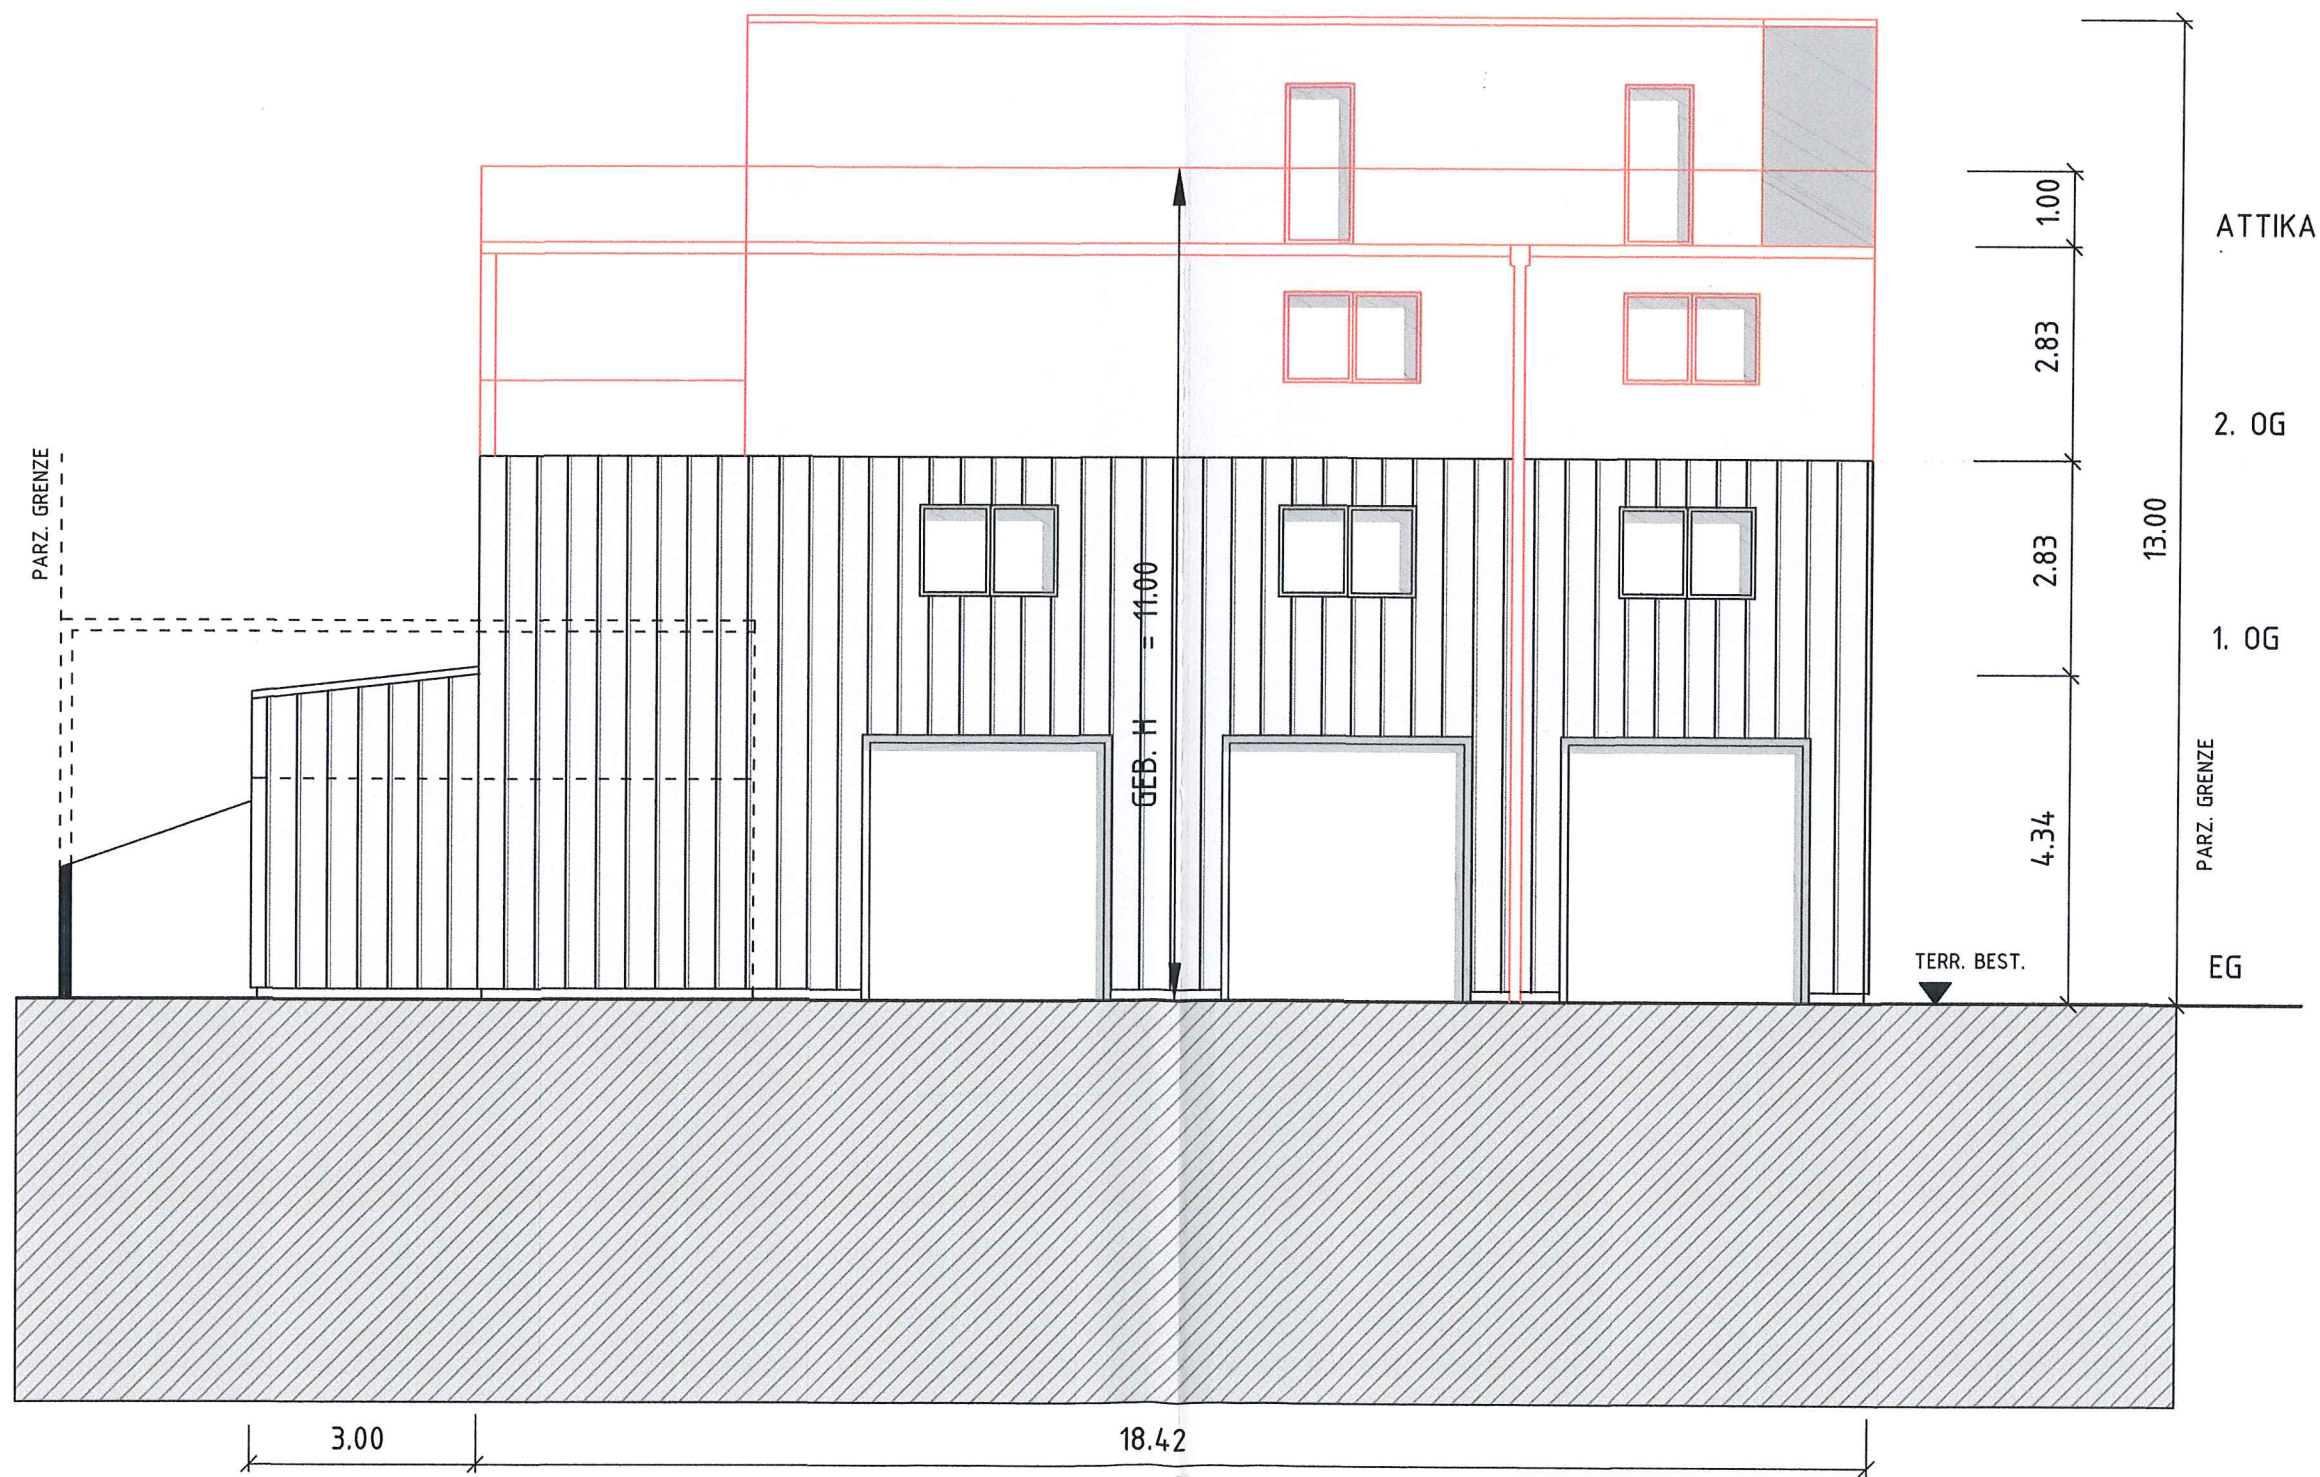 1.00
ATTIKA
2.83
2. OG
PARZ. GRENZE
13.00
2.83
GEB. H = 11.00
1. OG
4.34
PARZ. GRENZE
TERR. BEST.
EG
3.00
18.42